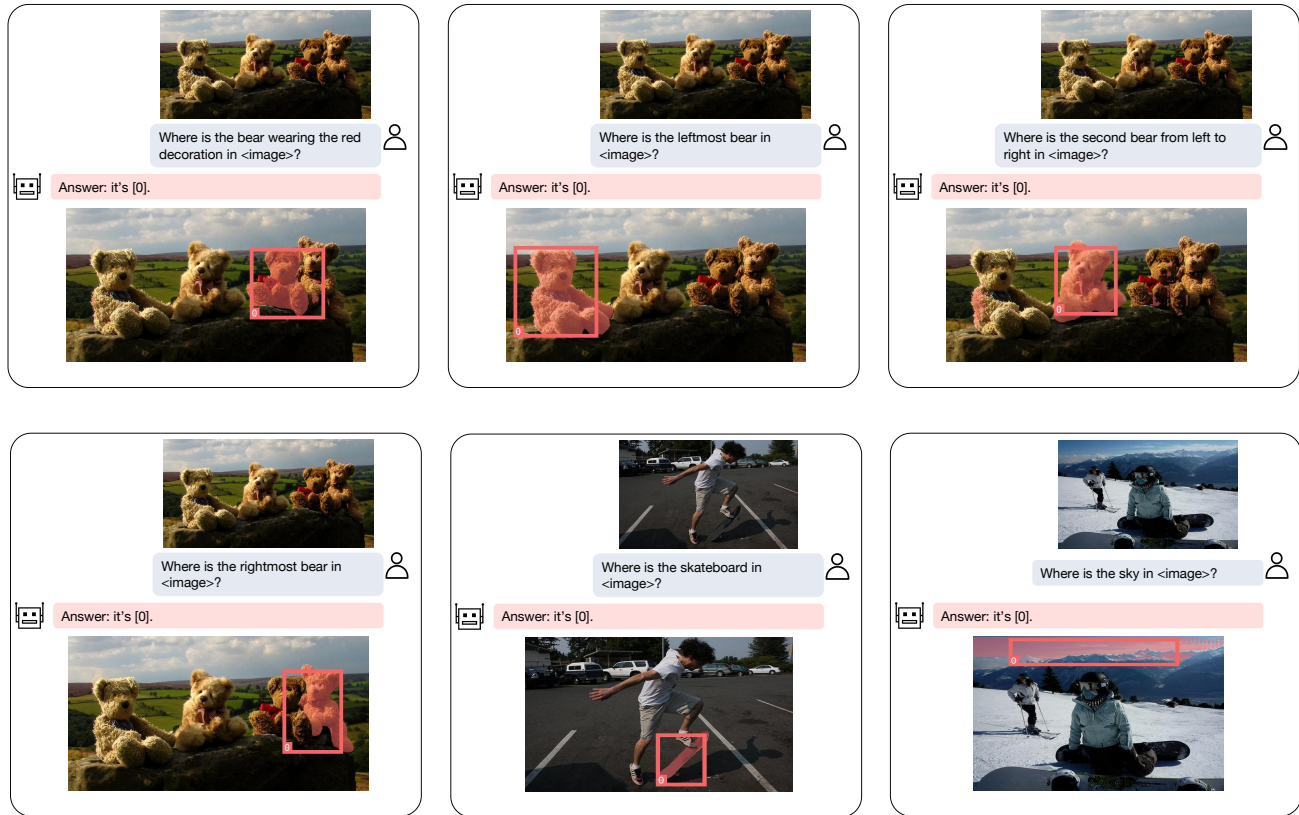 Where is the bear wearing the red
decoration in <image>?
Answer: it's [0].
0
Where is the leftmost bear in
<image>?
Answer: it's [0].
0
Where is the second bear from left to
right in <image>?
Answer: it's [0].
0
Where is the rightmost bear in
<image>?
Answer: it's [0].
0
Where is the skateboard in
<image>?
Answer: it's [0].
0
Where is the sky in <image>?
Answer: it's [0].
0